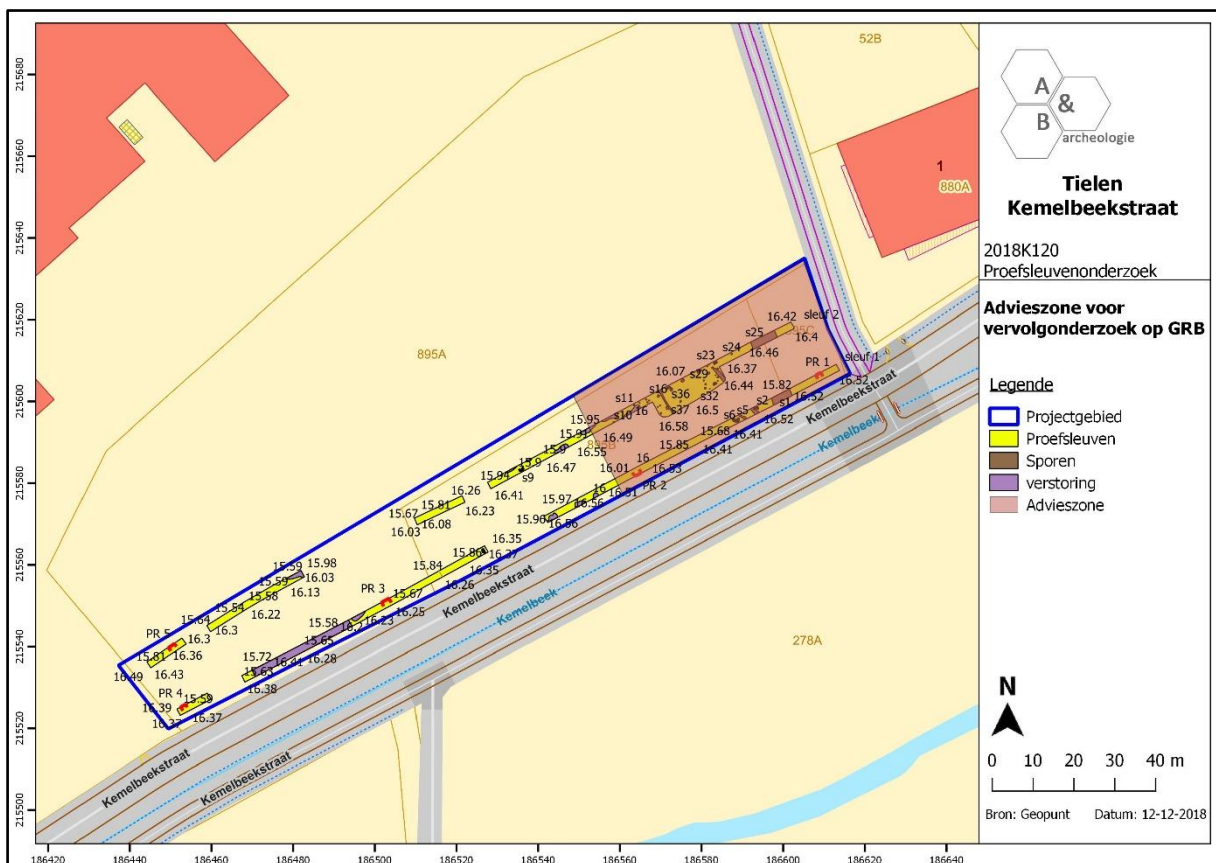 215680
215660
215640
215620
215600
215580
215560
215540
215520
215500
186420
186440
186460
186480
186500
186520
186540
186560
186580
186600
186620
186640
52B
1
880A
895A
278A
16.42
sleuf 2
s25
16.4
s24
16.46
s23
16.07
s29
16.37
16.44
sleuf 1
PR 1
16.52
15.82
s16
s36
s32
s11
16
s10
s37
16.5
s2
s1
16.52
16.52
s5
s6
16.58
15.95
16.49
15.68
16.41
16.41
15.91
15.9
16.55
895B
15.85
16
16.53
15.94
15.9
16.47
16.01
PR 2
s9
16.41
16
16.51
15.97
16.56
16.26
15.81
15.67
16.23
16.08
16.03
15.90
16.56
16.35
15.86
16.37
16.35
15.84
16.26
15.98
15.59
15.59
16.03
16.13
15.58
15.54
16.22
15.64
16.3
PR 3
15.67
16.25
16.23
15.58
15.65
16.28
PR 5
16.3
15.81
16.36
16.43
16.49
15.72
15.63
16.38
PR 4
15.59
16.39
16.37
Kemelbeekstraat
Kemelbeek
Kemelbeekstraat
Kemelbeek
Kemelbeekstraat
Kemelbeekstraat
A
&
B
archeologie
Tielen
Kemelbeekstraat
2018K120
Proefsleuvenonderzoek
Advieszone voor
vervolgonderzoek op GRB
Legende
Projectgebied
Proefsleuven
Sporen
verstoring
Advieszone
N
0 10 20 30 40 m
Bron: Geopunt Datum: 12-12-2018